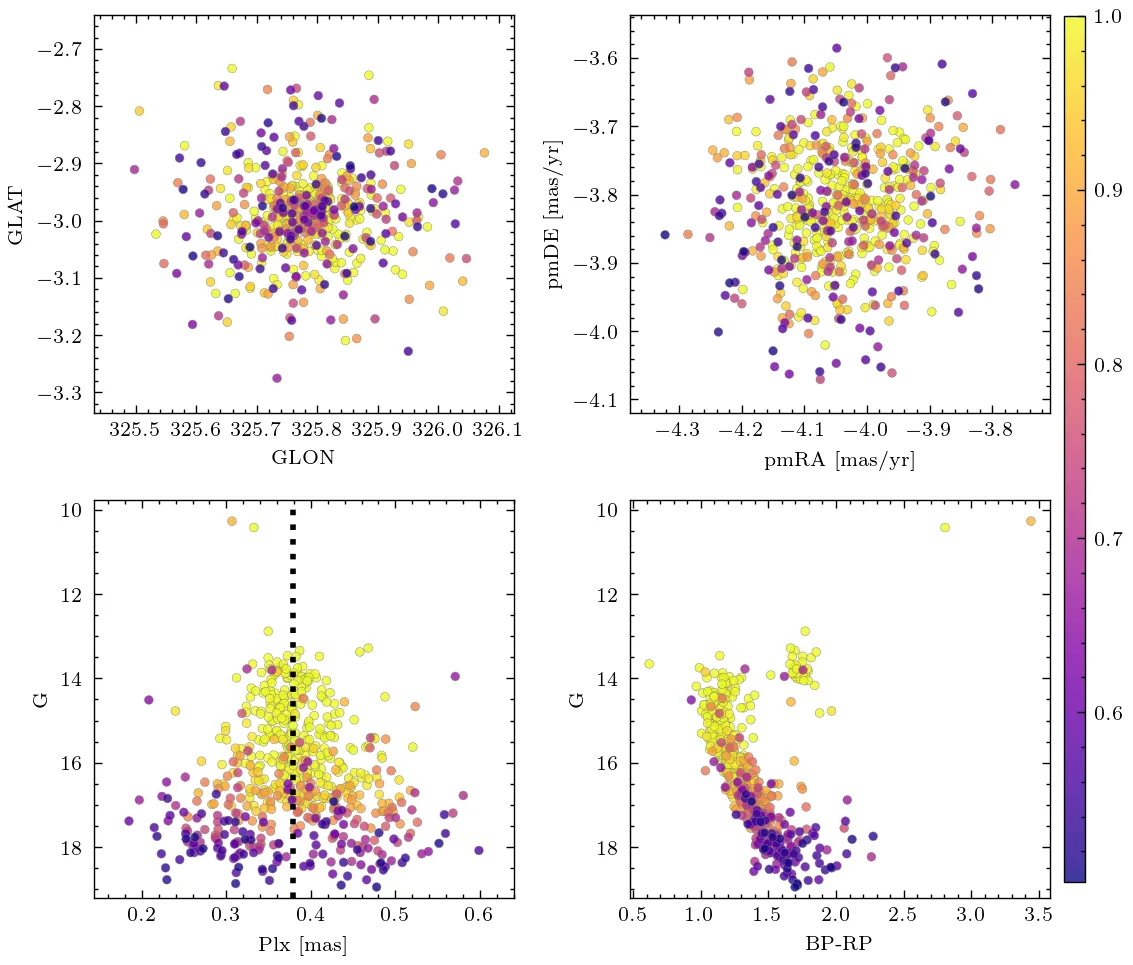 −2.7
−2.8
−2.9
−3.0
−3.1
−3.2
−3.3
GLAT
325.5 325.6 325.7 325.8 325.9 326.0 326.1
GLON
−3.6
−3.7
−3.8
−3.9
−4.0
−4.1
pmDE [mas/yr]
−4.3 −4.2 −4.1 −4.0 −3.9 −3.8
pmRA [mas/yr]
10
12
14
16
18
G
0.2 0.3 0.4 0.5 0.6
Plx [mas]
10
12
14
16
18
G
0.5 1.0 1.5 2.0 2.5 3.0 3.5
BP-RP
1.0
0.9
0.8
0.7
0.6